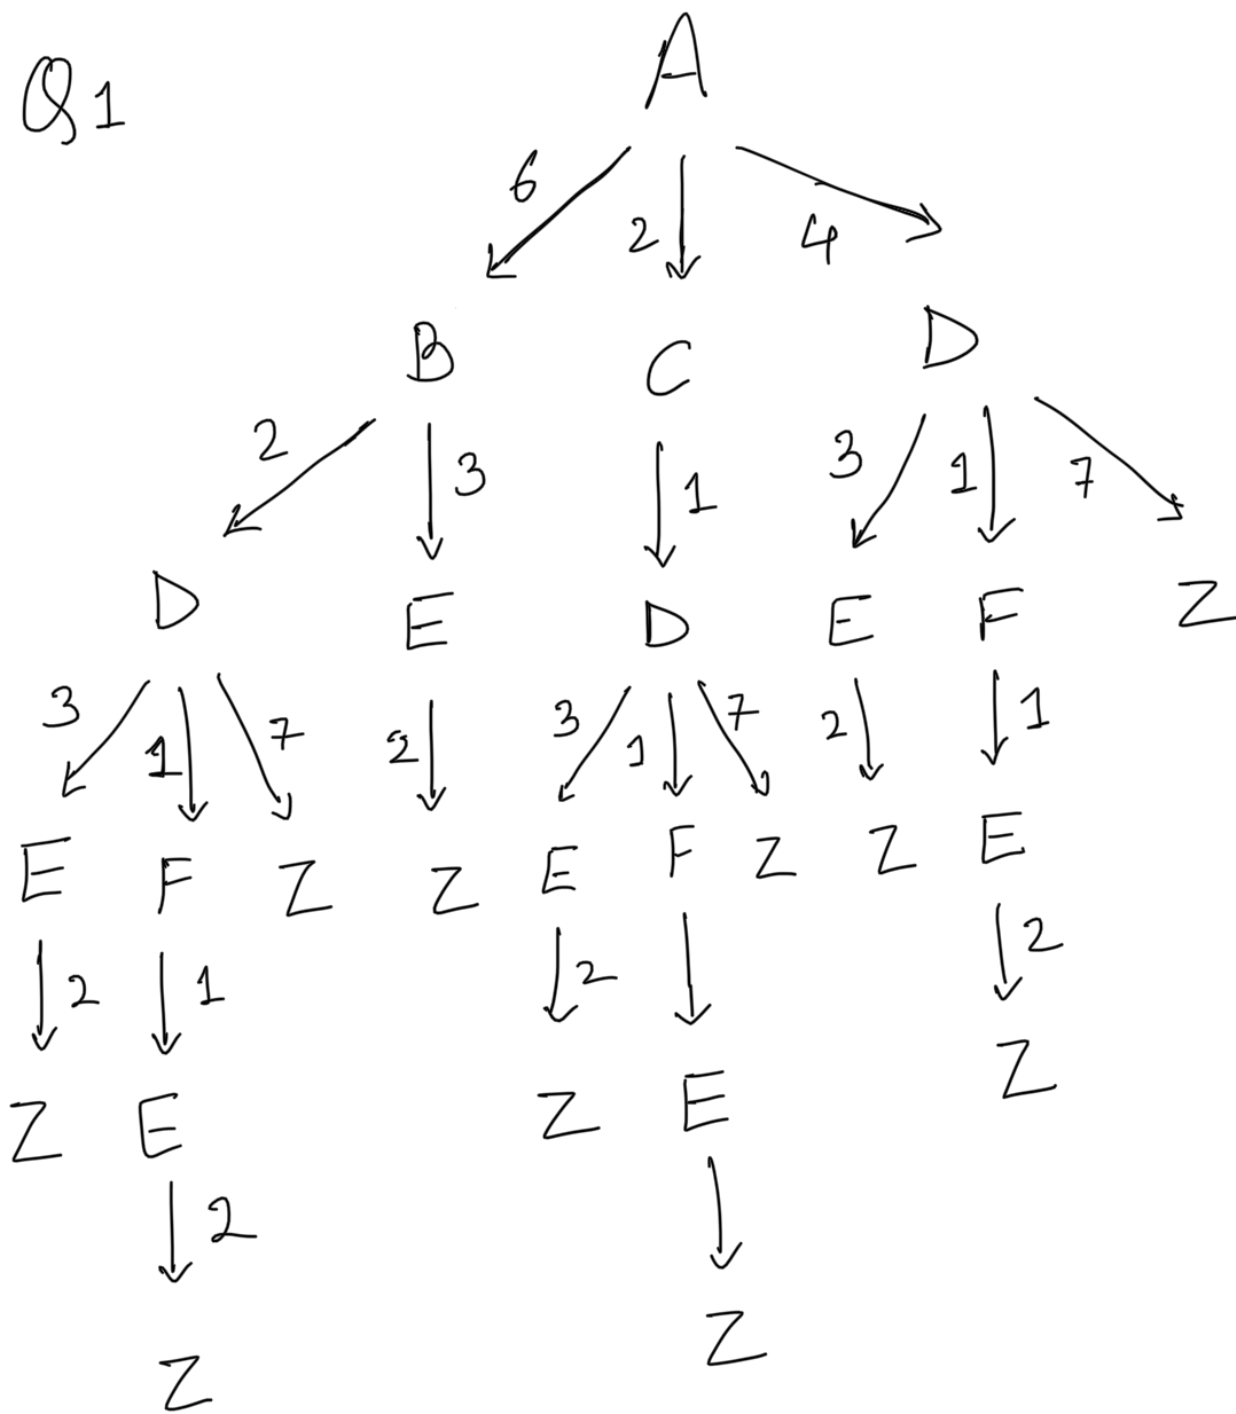 Q1
A
6 2 4
B C D
2 3 1 3 1 7
D E D E F Z
3 1 7 2 3 1 7 2 1
E F Z Z E F Z Z E
2 1 2 2
Z E Z E Z
2
Z Z